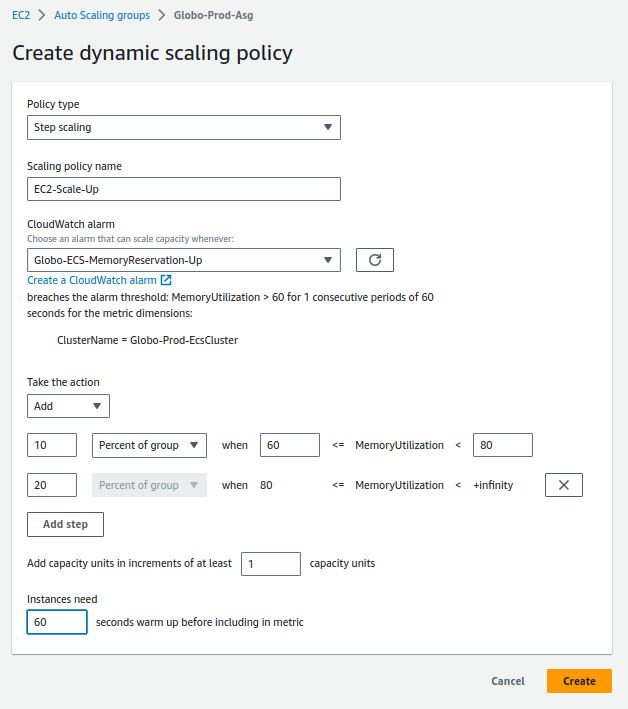 EC2 > Auto Scaling groups > Globo-Prod-Asg
Create dynamic scaling policy
Policy type
Step scaling
Scaling policy name
EC2-Scale-Up
CloudWatch alarm
Choose an alarm that can scale capacity whenever:
Globo-ECS-MemoryReservation-Up
Create a CloudWatch alarm
breaches the alarm threshold: MemoryUtilization > 60 for 1 consecutive periods of 60
seconds for the metric dimensions:
ClusterName = Globo-Prod-EcsCluster
Take the action
Add
10 Percent of group when 60 <= MemoryUtilization < 80
20 Percent of group when 80 <= MemoryUtilization < +infinity
Add step
Add capacity units in increments of at least 1 capacity units
Instances need
60 seconds warm up before including in metric
Cancel Create